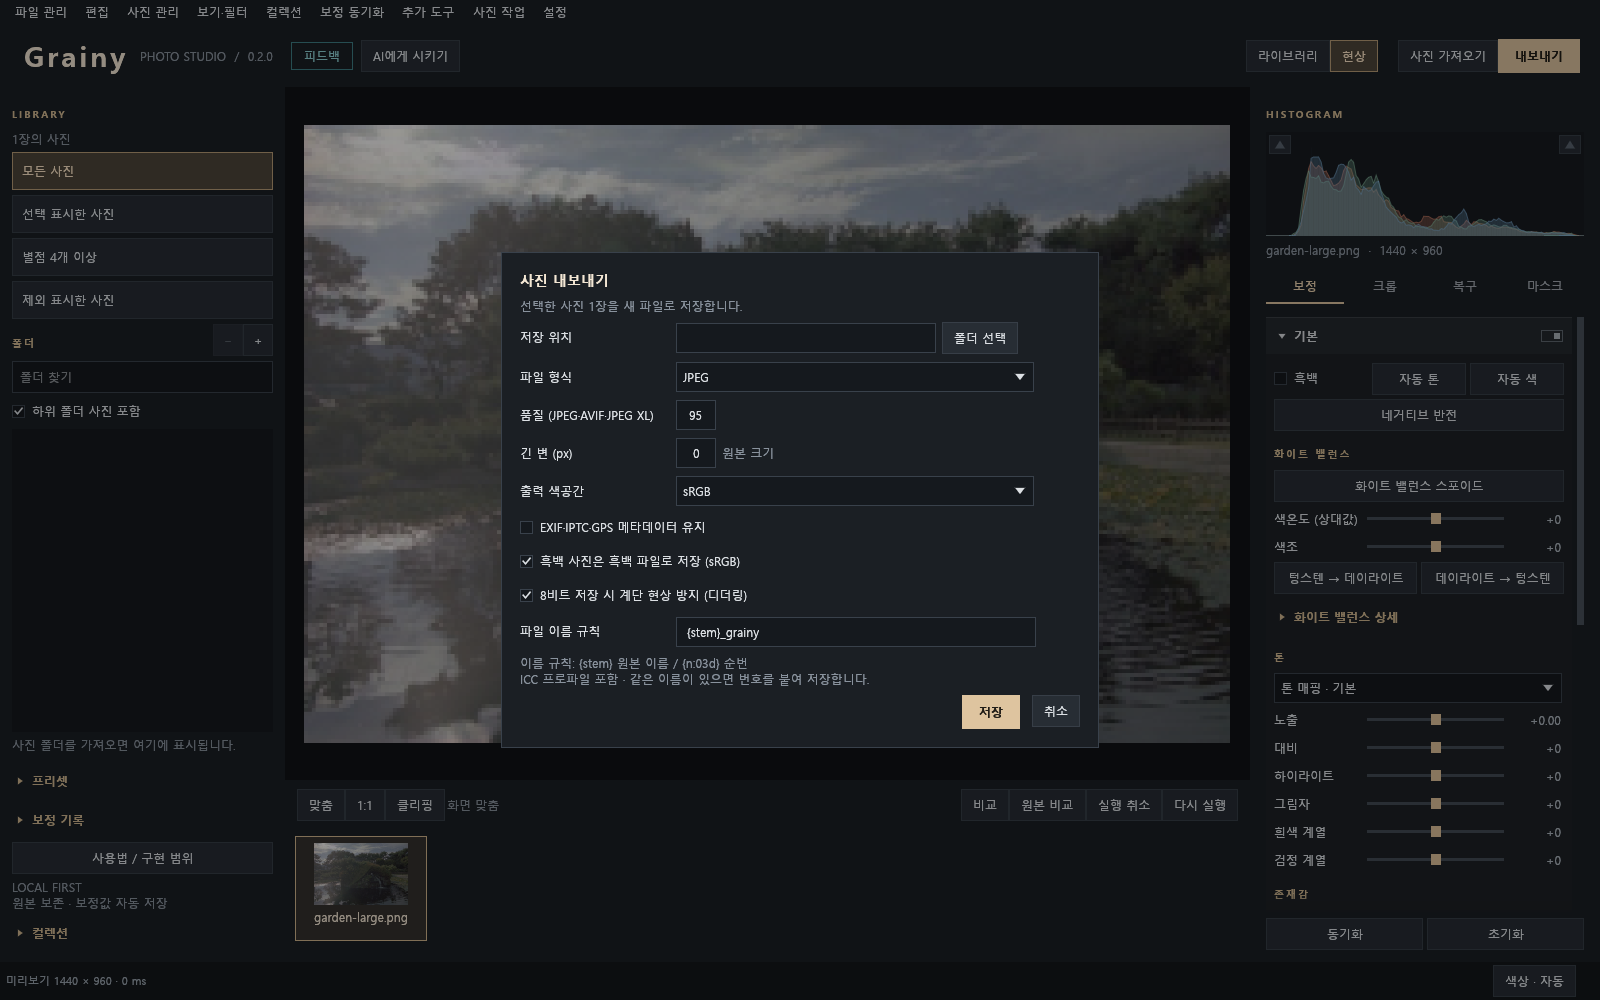 파일 관리 편집 사진 관리 보기·필터 컬렉션 보정 동기화 추가 도구 사진 작업 설정
Grainy PHOTO STUDIO / 0.2.0 피드백 AI에게 시키기 라이브러리 현상 사진 가져오기 내보내기
LIBRARY
1장의 사진
모든 사진
선택 표시한 사진
별점 4개 이상
제외 표시한 사진
폴더 − +
폴더 찾기
하위 폴더 사진 포함
사진 폴더를 가져오면 여기에 표시됩니다.
프리셋
보정 기록
사용법 / 구현 범위
LOCAL FIRST
원본 보존 · 보정값 자동 저장
컬렉션
사진 내보내기
선택한 사진 1장을 새 파일로 저장합니다.
저장 위치 폴더 선택
파일 형식 JPEG
품질 (JPEG·AVIF·JPEG XL) 95
긴 변 (px) 0 원본 크기
출력 색공간 sRGB
EXIF·IPTC·GPS 메타데이터 유지
흑백 사진은 흑백 파일로 저장 (sRGB)
8비트 저장 시 계단 현상 방지 (디더링)
파일 이름 규칙 {stem}_grainy
이름 규칙: {stem} 원본 이름 / {n:03d} 순번
ICC 프로파일 포함 · 같은 이름이 있으면 번호를 붙여 저장합니다.
저장 취소
맞춤 1:1 클리핑 화면 맞춤 비교 원본 비교 실행 취소 다시 실행
garden-large.png
HISTOGRAM
garden-large.png · 1440 × 960
보정 크롭 복구 마스크
기본
흑백 자동 톤 자동 색
네거티브 반전
화이트 밸런스
화이트 밸런스 스포이드
색온도 (상대값) +0
색조 +0
텅스텐 → 데이라이트 데이라이트 → 텅스텐
화이트 밸런스 상세
톤
톤 매핑 · 기본
노출 +0.00
대비 +0
하이라이트 +0
그림자 +0
흰색 계열 +0
검정 계열 +0
존재감
동기화 초기화
미리보기 1440 × 960 · 0 ms 색상 · 자동